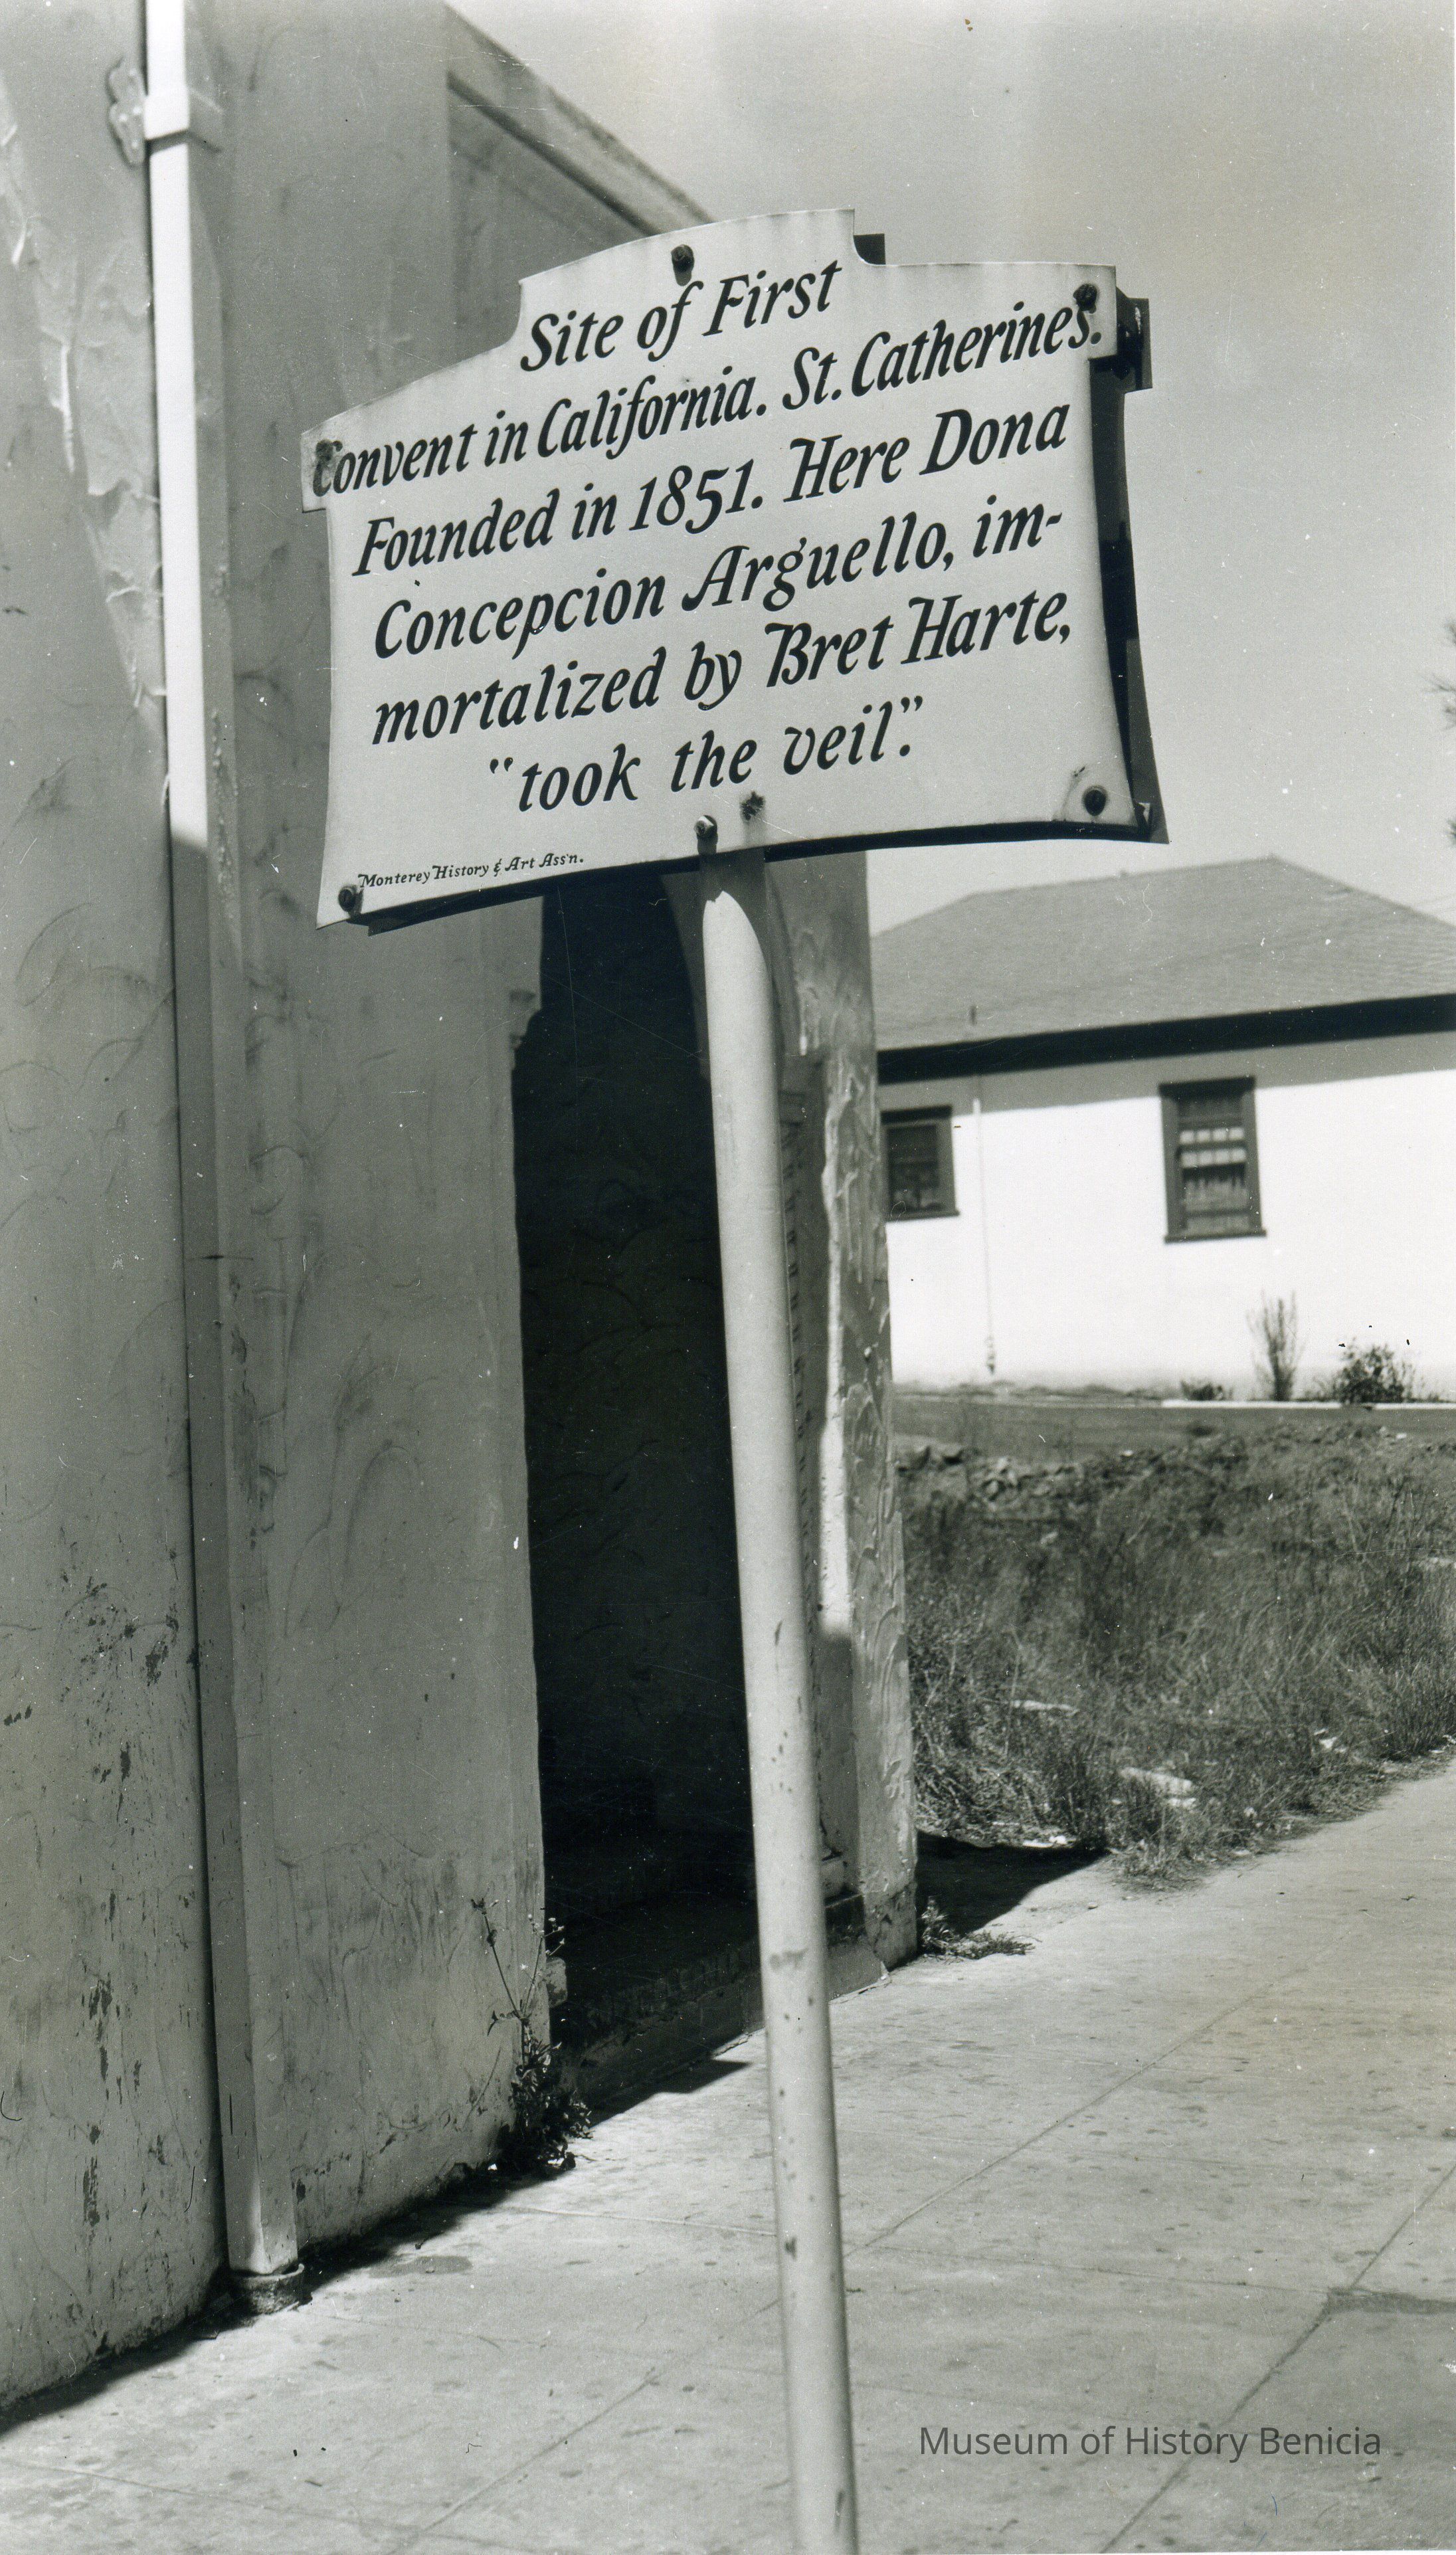 Site of First
Convent in California. St. Catherines.
Founded in 1851. Here Dona
Concepcion Arguello, im-
mortalized by Bret Harte,
"took the veil."
Monterey History & Art Ass'n.
Museum of History Benicia